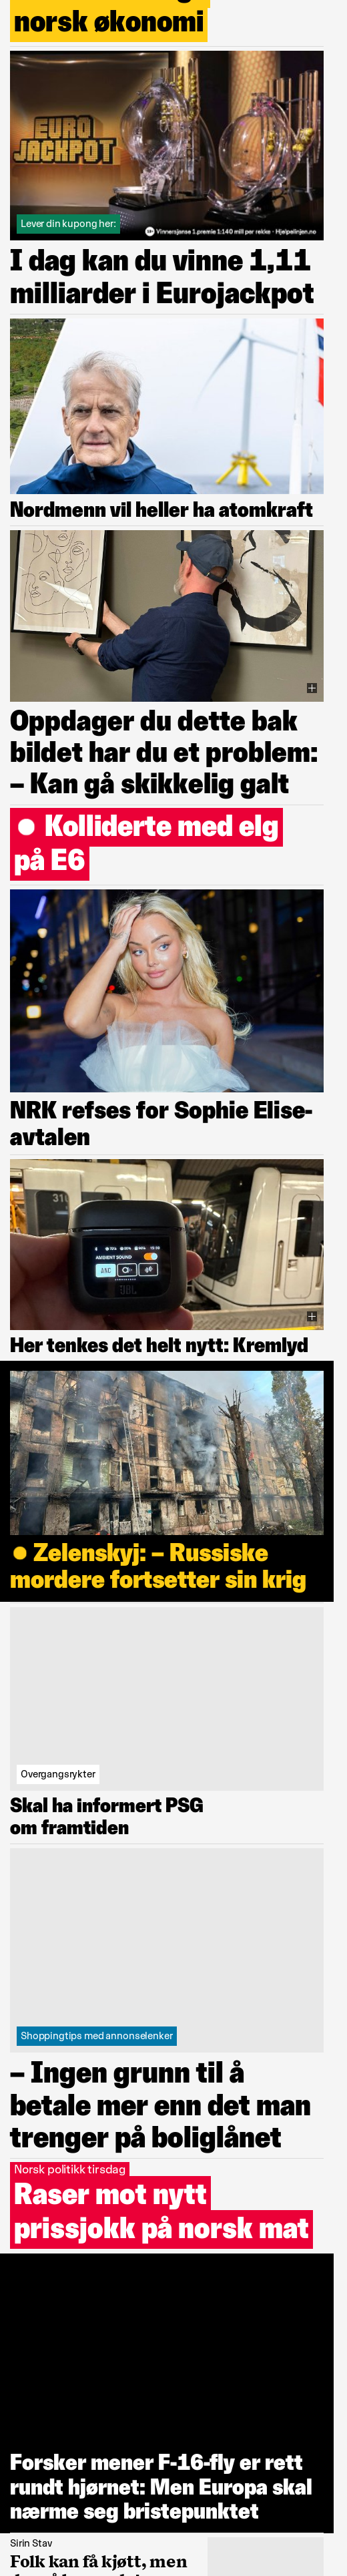 norsk økonomi
EURO
JACKPOT
Lever din kupong her:
18+ Vinnersjanse 1.premie 1:140 mill per rekke - Hjelpelinjen.no
I dag kan du vinne 1,11
milliarder i Eurojackpot
Nordmenn vil heller ha atomkraft
Oppdager du dette bak
bildet har du et problem:
– Kan gå skikkelig galt
Kolliderte med elg
på E6
NRK refses for Sophie Elise-
avtalen
AMBIENT SOUND
ANC
JBL
Her tenkes det helt nytt: Kremlyd
Zelenskyj: – Russiske
mordere fortsetter sin krig
Overgangsrykter
Skal ha informert PSG
om framtiden
Shoppingtips med annonselenker
– Ingen grunn til å
betale mer enn det man
trenger på boliglånet
Norsk politikk tirsdag
Raser mot nytt
prissjokk på norsk mat
Forsker mener F-16-fly er rett
rundt hjørnet: Men Europa skal
nærme seg bristepunktet
Sirin Stav
Folk kan få kjøtt, men